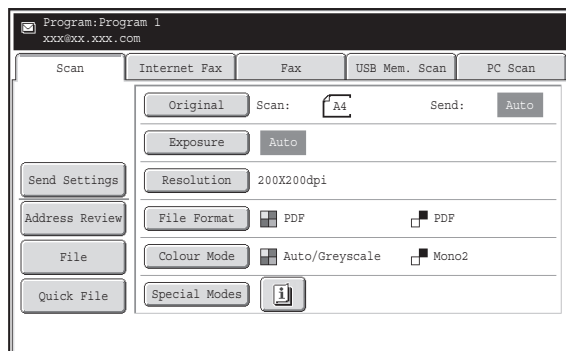 Program:Program 1
xxx@xx.xxx.com
Scan Internet Fax Fax USB Mem. Scan PC Scan
Original Scan: A4 Send: Auto
Exposure Auto
Send Settings Resolution 200X200dpi
Address Review File Format PDF PDF
File Colour Mode Auto/Greyscale Mono2
Quick File Special Modes